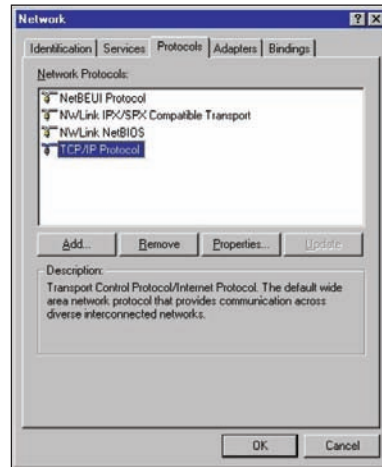 Network
Identification Services Protocols Adapters Bindings
Network Protocols:
NetBEUI Protocol
NWLink IPX/SPX Compatible Transport
NWLink NetBIOS
TCP/IP Protocol
Add... Remove Properties... Update
Description:
Transport Control Protocol/Internet Protocol. The default wide
area network protocol that provides communication across
diverse interconnected networks.
OK Cancel